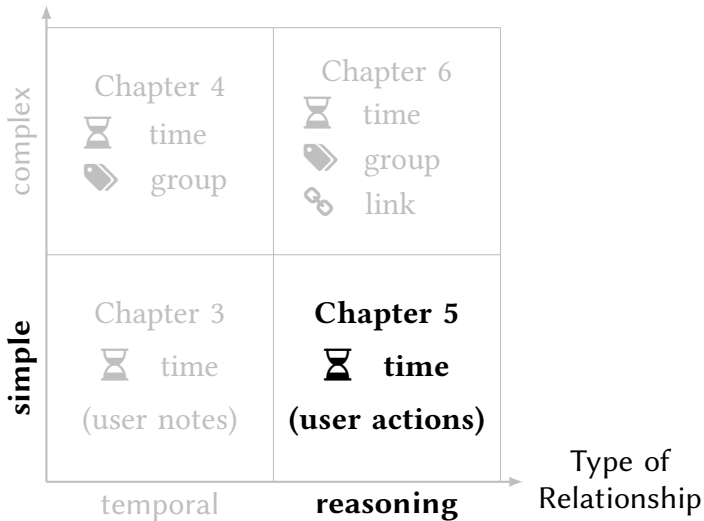 complex
Chapter 4
time
group
Chapter 6
time
group
link
simple
Chapter 3
time
(user notes)
Chapter 5
time
(user actions)
temporal
reasoning
Type of
Relationship